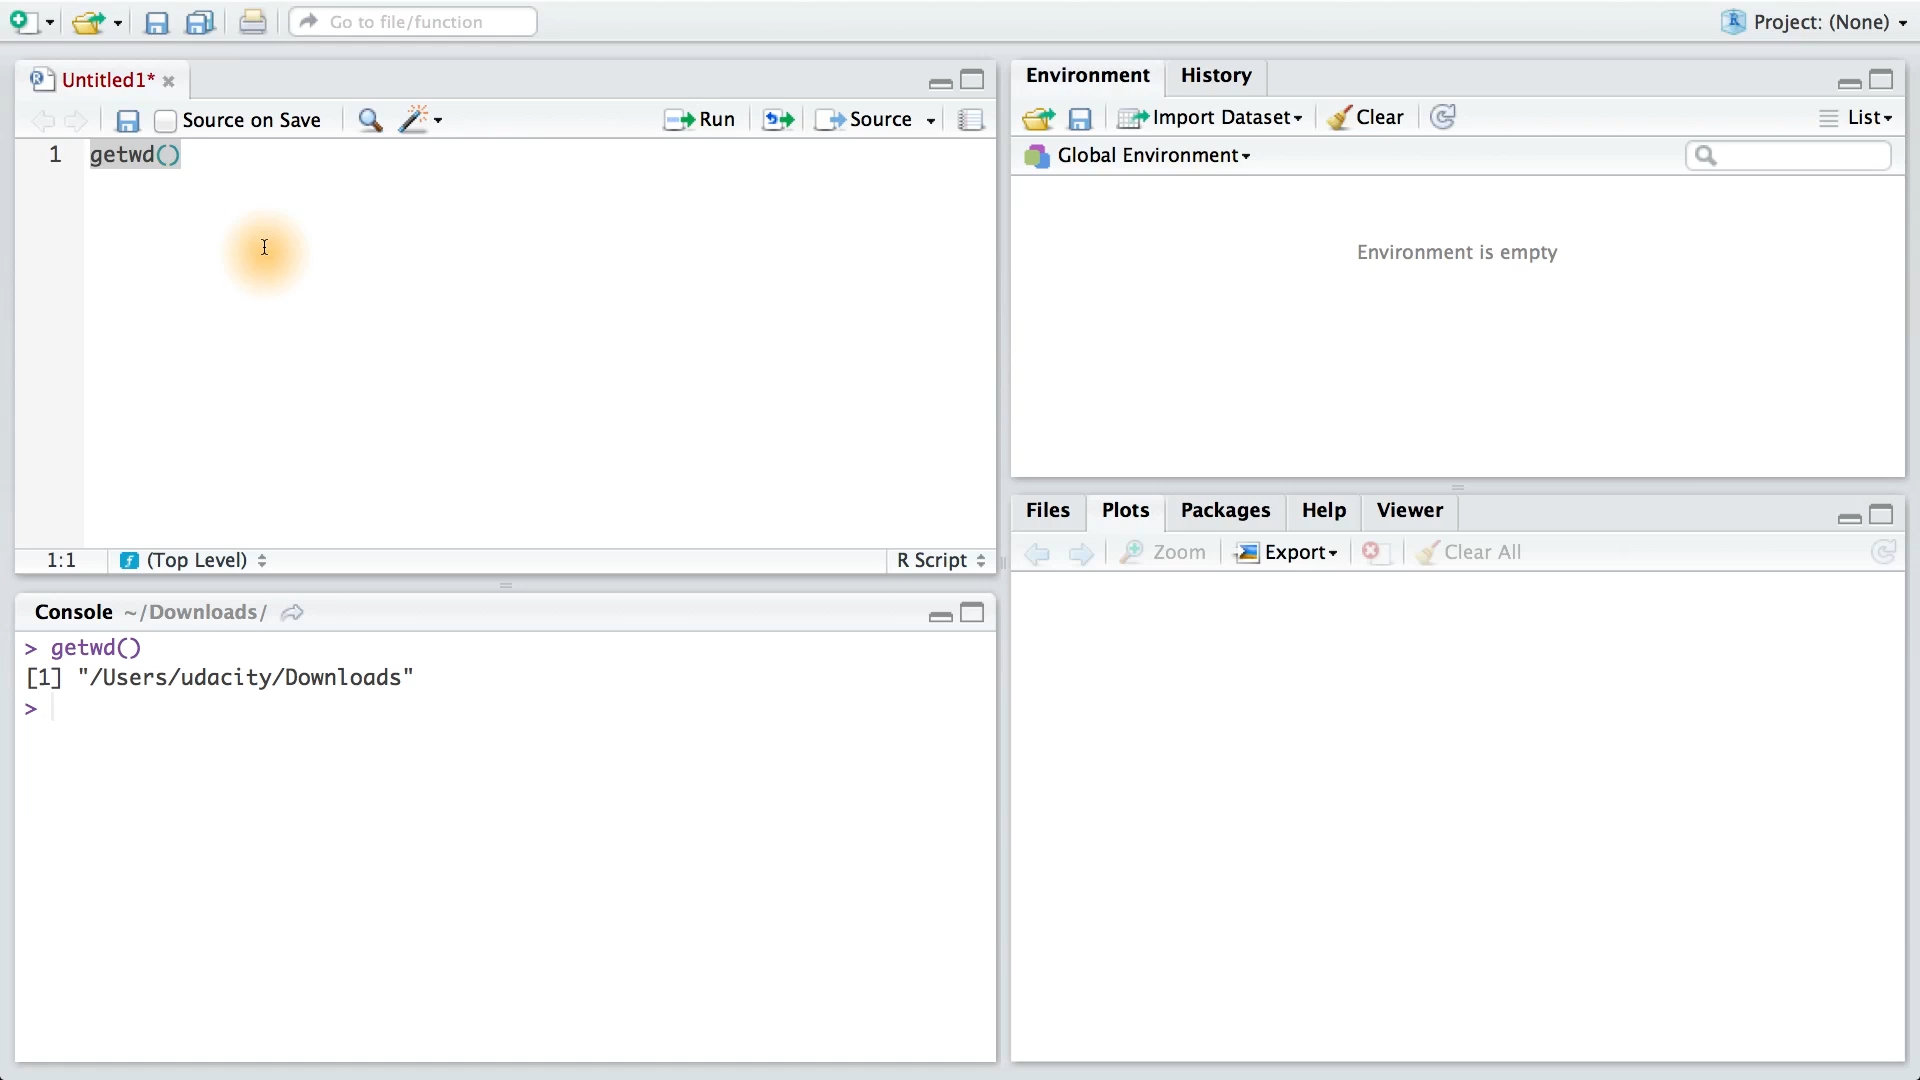 Go to file/function
Project: (None)
Untitled1*
Source on Save
Run
Source
1 getwd()
1:1 (Top Level) R Script
Console ~/Downloads/
> getwd()
[1] "/Users/udacity/Downloads"
>
Environment History
Import Dataset Clear List
Global Environment
Environment is empty
Files Plots Packages Help Viewer
Zoom Export Clear All